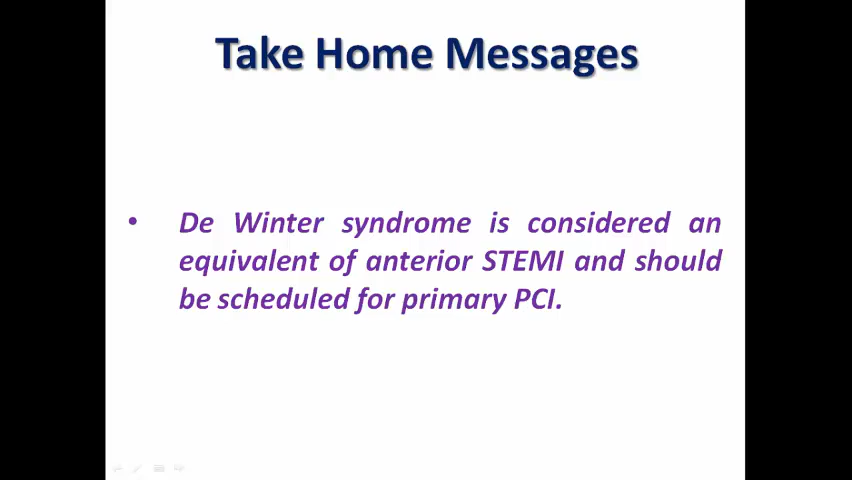 Take Home Messages
• De Winter syndrome is considered an
equivalent of anterior STEMI and should
be scheduled for primary PCI.